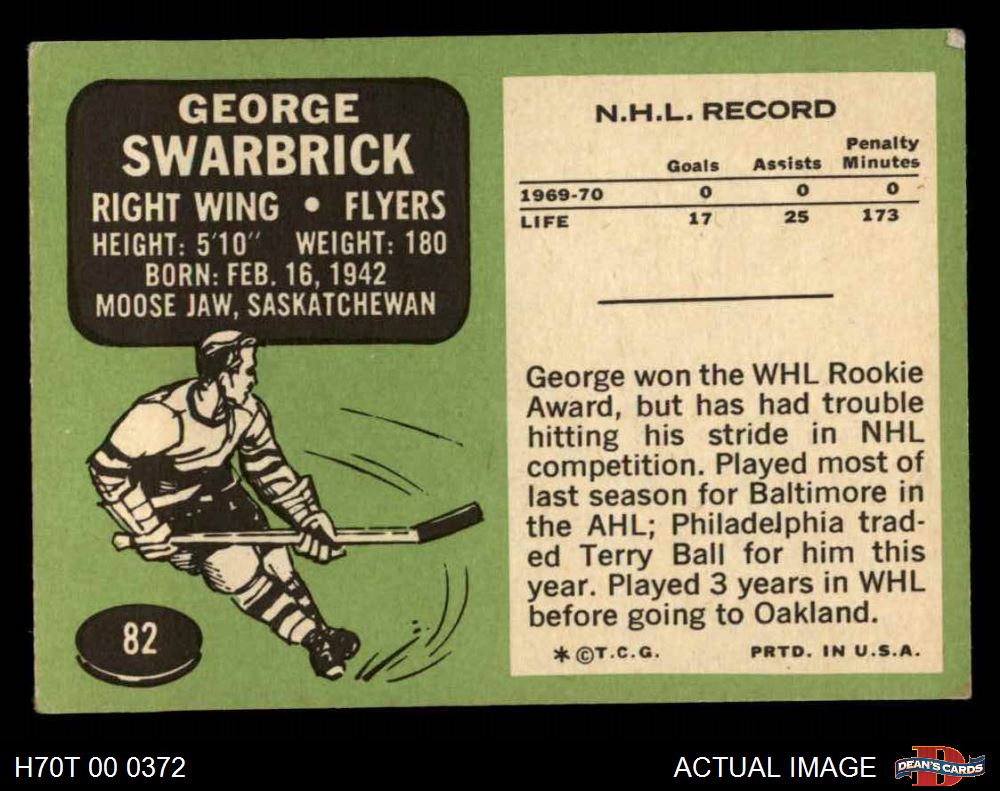 GEORGE
SWARBRICK
RIGHT WING • FLYERS
HEIGHT: 5'10" WEIGHT: 180
BORN: FEB. 16, 1942
MOOSE JAW, SASKATCHEWAN
82
N.H.L. RECORD
Goals Assists Penalty Minutes
1969-70 0 0 0
LIFE 17 25 173
George won the WHL Rookie
Award, but has had trouble
hitting his stride in NHL
competition. Played most of
last season for Baltimore in
the AHL; Philadelphia trad-
ed Terry Ball for him this
year. Played 3 years in WHL
before going to Oakland.
* ©T.C.G. PRTD. IN U.S.A.
H70T 00 0372
ACTUAL IMAGE
D
DEAN'S CARDS